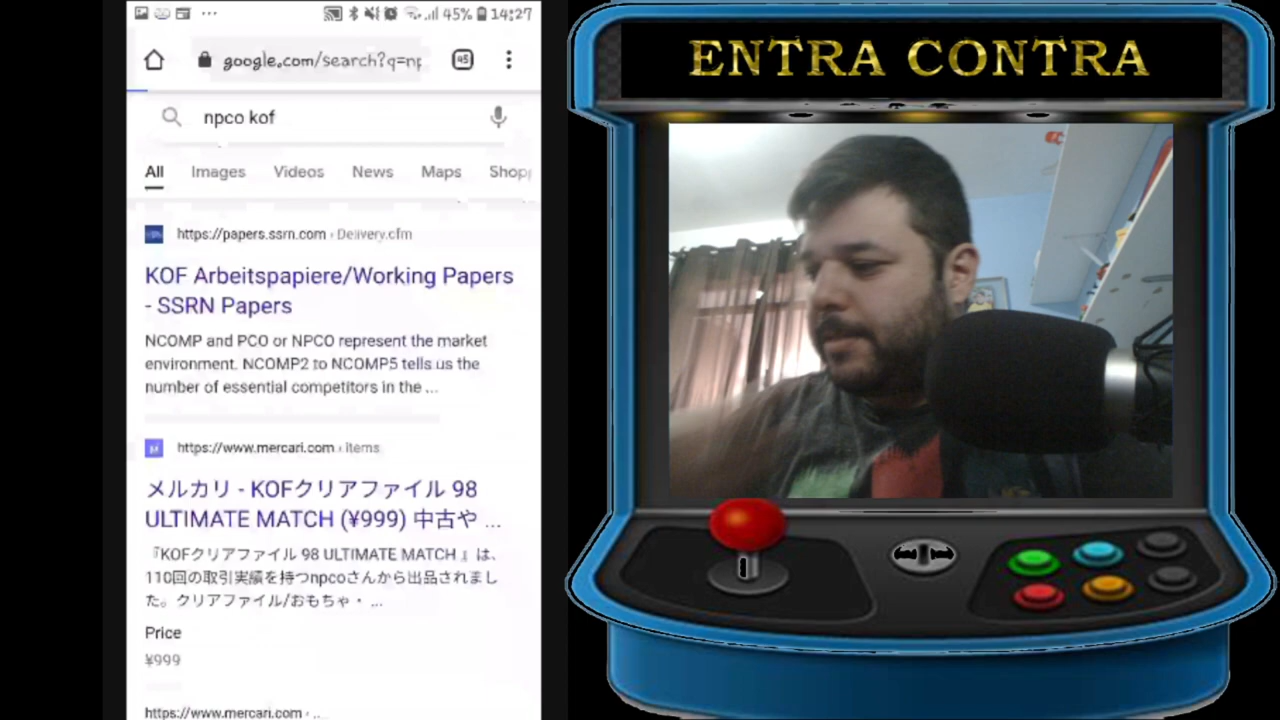 45% 14:27
google.com/search?q=np
45
npco kof
All Images Videos News Maps Shop
https://papers.ssrn.com › Delivery.cfm
KOF Arbeitspapiere/Working Papers
- SSRN Papers
NCOMP and PCO or NPCO represent the market
environment. NCOMP2 to NCOMP5 tells us the
number of essential competitors in the ...
https://www.mercari.com › items
メルカリ - KOFクリアファイル 98
ULTIMATE MATCH (¥999) 中古や ...
『KOFクリアファイル 98 ULTIMATE MATCH 』は、
110回の取引実績を持つnpcoさんから出品されまし
た。クリアファイル/おもちゃ・ ...
Price
¥999
https://www.mercari.com › ...
ENTRA CONTRA